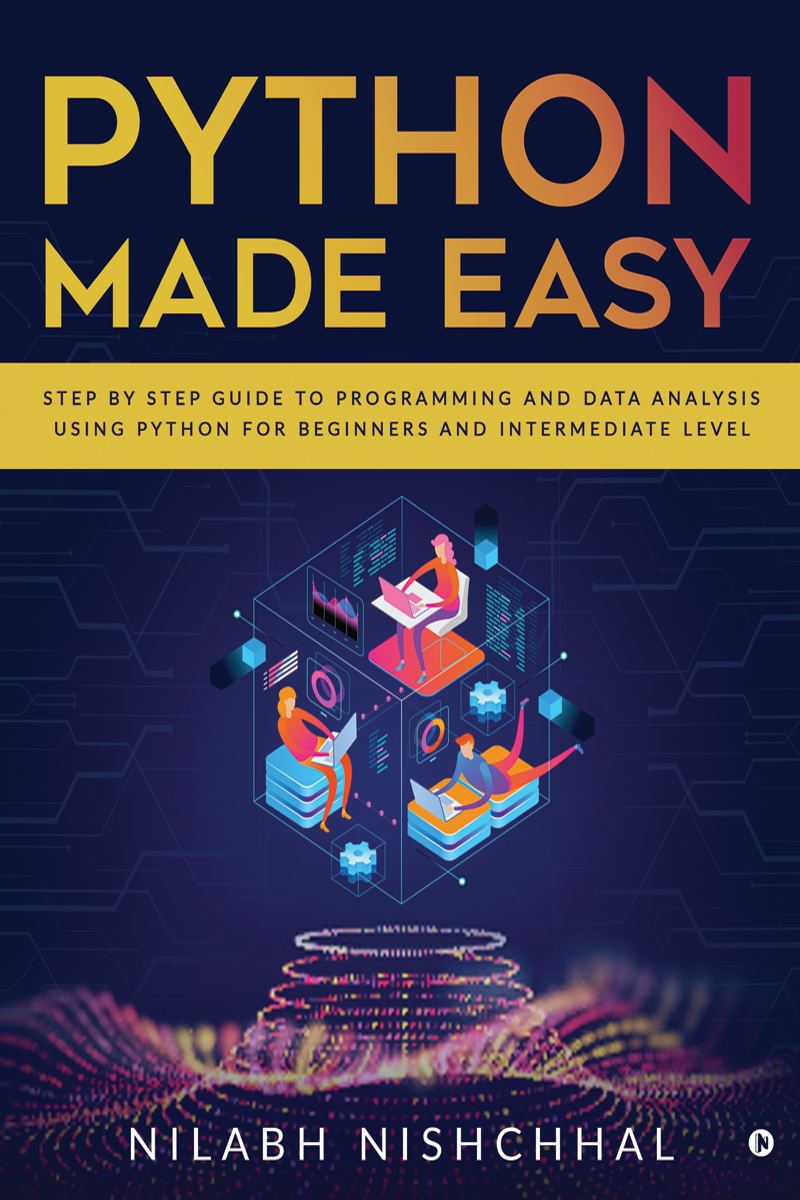 PYTHON
MADE EASY
STEP BY STEP GUIDE TO PROGRAMMING AND DATA ANALYSIS
USING PYTHON FOR BEGINNERS AND INTERMEDIATE LEVEL
NILABH NISHCHHAL
N